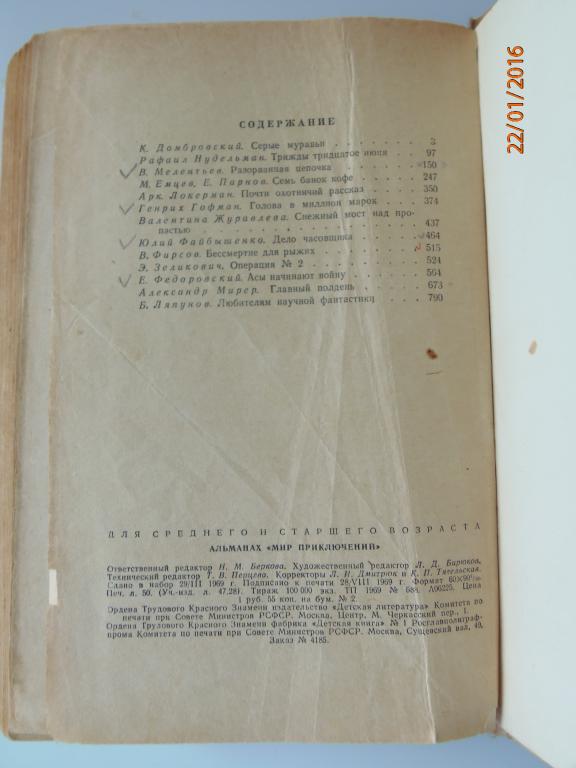 СОДЕРЖАНИЕ
К. Домбровский. Серые муравьи . . . . . . . 3
Рафаил Нудельман. Трижды тридцатое июня . . 97
В. Мелентьев. Разорванная цепочка . . . . . 150
М. Емцев, Е. Парнов. Семь банок кофе . . . . 247
Арк. Локерман. Почти охотничий рассказ . . . 350
Генрих Гофман. Голова в миллион марок . . . 374
Валентина Журавлева. Снежный мост над про-
пастью . . . . . . . . . . . . 437
Юлий Файбышенко. Дело часовщика . . . . . 464
В. Фирсов. Бессмертие для рыжих . . . . . . 515
Э. Зеликович. Операция № 2 . . . . . . . 524
Е. Федоровский. Асы начинают войну . . . . . 564
Александр Мирер. Главный полдень . . . . . 673
Б. Ляпунов. Любителям научной фантастики . . . 790
ДЛЯ СРЕДНЕГО И СТАРШЕГО ВОЗРАСТА
АЛЬМАНАХ «МИР ПРИКЛЮЧЕНИЙ»
Ответственный редактор Н. М. Беркова. Художественный редактор Л. Д. Бирюков.
Технический редактор Т. В. Перцева. Корректоры Л. И. Дмитрюк и К. П. Тягельская.
Сдано в набор 29/III 1969 г. Подписано к печати 28/VIII 1969 г. Формат 60×90¹/₁₆.
Печ. л. 50. (Уч.-изд. л. 47,28). Тираж 100 000 экз. ТП 1969 № 588. А06225. Цена
1 руб. 55 коп. на бум. № 2.
Ордена Трудового Красного Знамени издательство «Детская литература» Комитета по
печати при Совете Министров РСФСР. Москва, Центр, М. Черкасский пер., 1.
Ордена Трудового Красного Знамени фабрика «Детская книга» № 1 Росглавполиграф-
прома Комитета по печати при Совете Министров РСФСР. Москва, Сущевский вал, 49.
Заказ № 4185.
22/01/2016